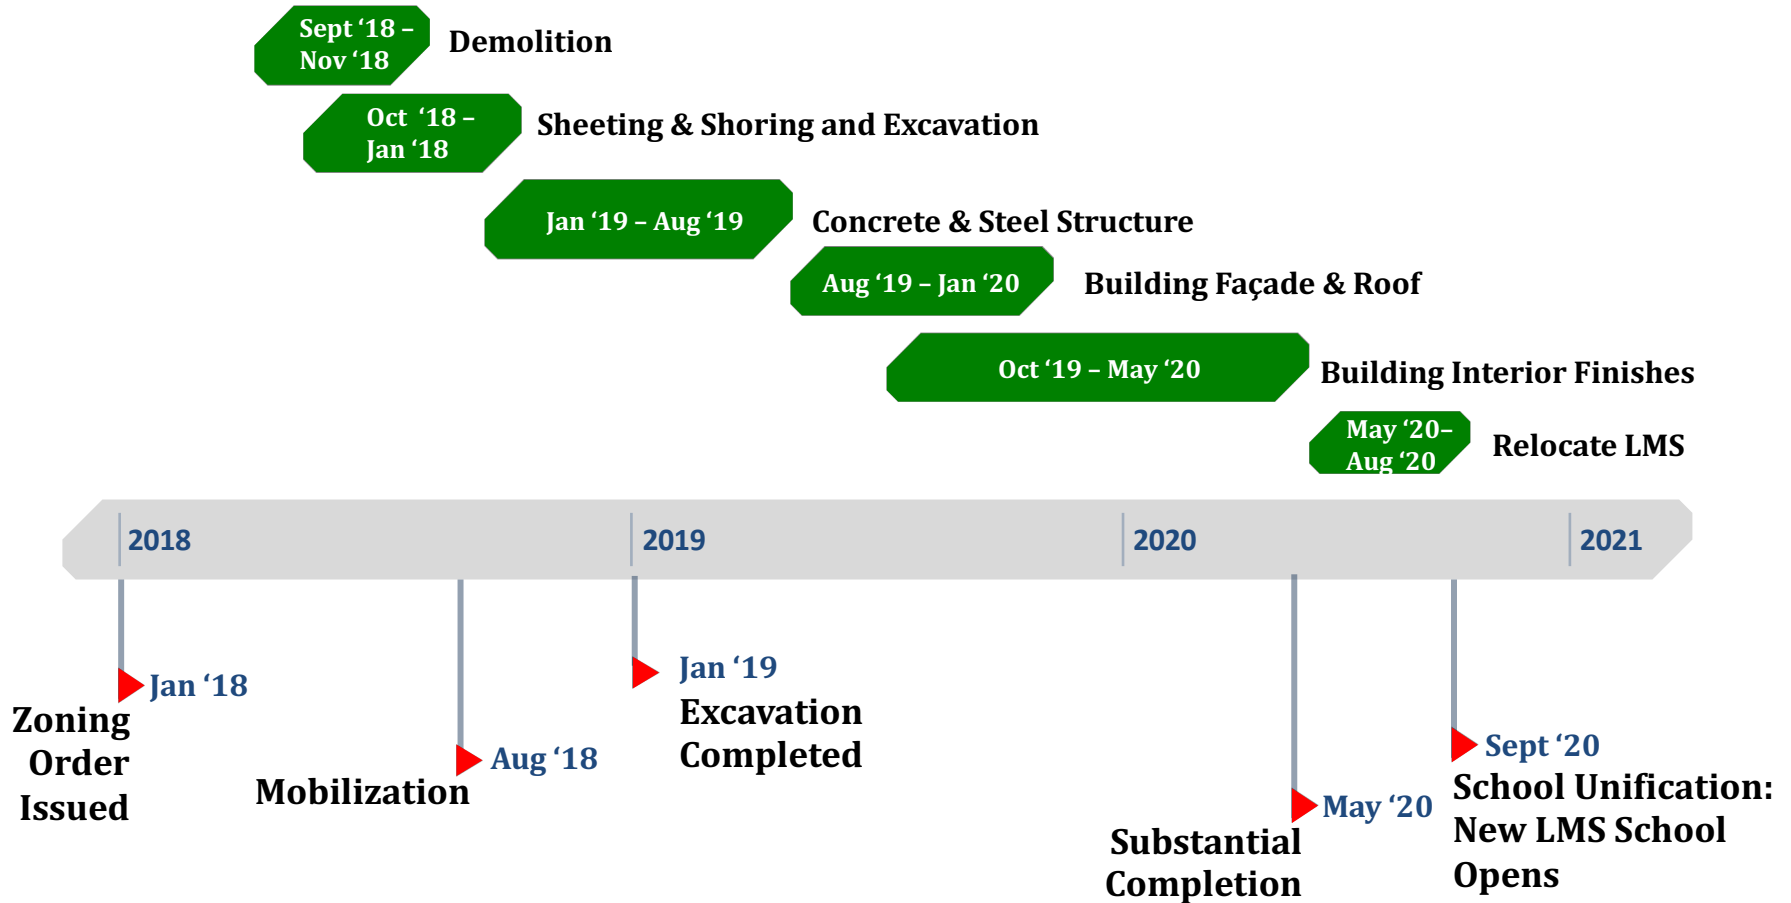 Sept ‘18 –
Nov ‘18
Demolition
Oct  ‘18 –
Jan ‘18
Sheeting & Shoring and Excavation
Jan ‘19 – Aug ‘19
Concrete & Steel Structure
Aug ‘19 – Jan ‘20
Building Façade & Roof
Oct ‘19 – May ‘20
Building Interior Finishes
May ‘20–
Aug ‘20
Relocate LMS
2018
2019
2020
2021
Jan ‘18
Zoning
Order
Issued
Aug ‘18
Mobilization
Jan ‘19
Excavation
Completed
May ‘20
Substantial
Completion
Sept ‘20
School Unification:
New LMS School
Opens